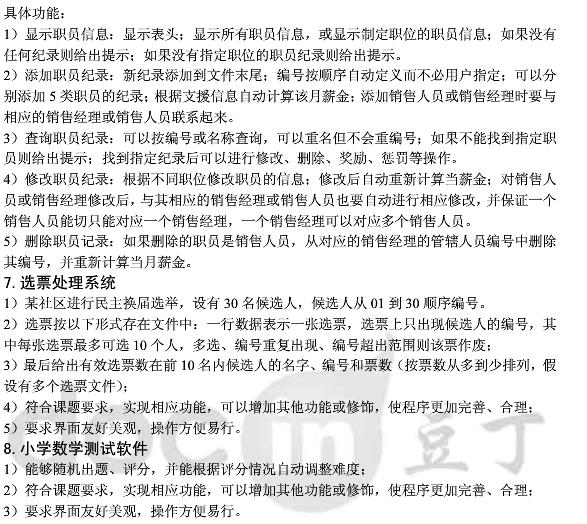 具体功能：
1）显示职员信息：显示表头；显示所有职员信息，或显示制定职位的职员信息；如果没有
任何纪录则给出提示；如果没有指定职位的职员纪录则给出提示。
2）添加职员纪录：新纪录添加到文件末尾；编号按顺序自动定义而不必用户指定；可以分
别添加 5 类职员的纪录；根据支援信息自动计算该月薪金；添加销售人员或销售经理时要与
相应的销售经理或销售人员联系起来。
3）查询职员纪录：可以按编号或名称查询，可以重名但不会重编号；如果不能找到指定职
员则给出提示；找到指定纪录后可以进行修改、删除、奖励、惩罚等操作。
4）修改职员纪录：根据不同职位修改职员的信息；修改后自动重新计算当薪金；对销售人
员或销售经理修改后，与其相应的销售经理或销售人员也要自动进行相应修改，并保证一个
销售人员能切只能对应一个销售经理，一个销售经理可以对应多个销售人员。
5）删除职员记录：如果删除的职员是销售人员，从对应的销售经理的管辖人员编号中删除
其编号，并重新计算当月薪金。
7. 选票处理系统
1）某社区进行民主换届选举，设有 30 名候选人，候选人从 01 到 30 顺序编号。
2）选票按以下形式存在文件中：一行数据表示一张选票，选票上只出现候选人的编号，其
中每张选票最多可选 10 个人，多选、编号重复出现、编号超出范围则该票作废；
3）最后给出有效选票数在前 10 名内候选人的名字、编号和票数（按票数从多到少排列，假
设有多个选票文件）；
4）符合课题要求，实现相应功能，可以增加其他功能或修饰，使程序更加完善、合理；
5）要求界面友好美观，操作方便易行。
8. 小学数学测试软件
1）能够随机出题、评分，并能根据评分情况自动调整难度；
2）符合课题要求，实现相应功能，可以增加其他功能或修饰，使程序更加完善、合理；
3）要求界面友好美观，操作方便易行。
docin 豆丁